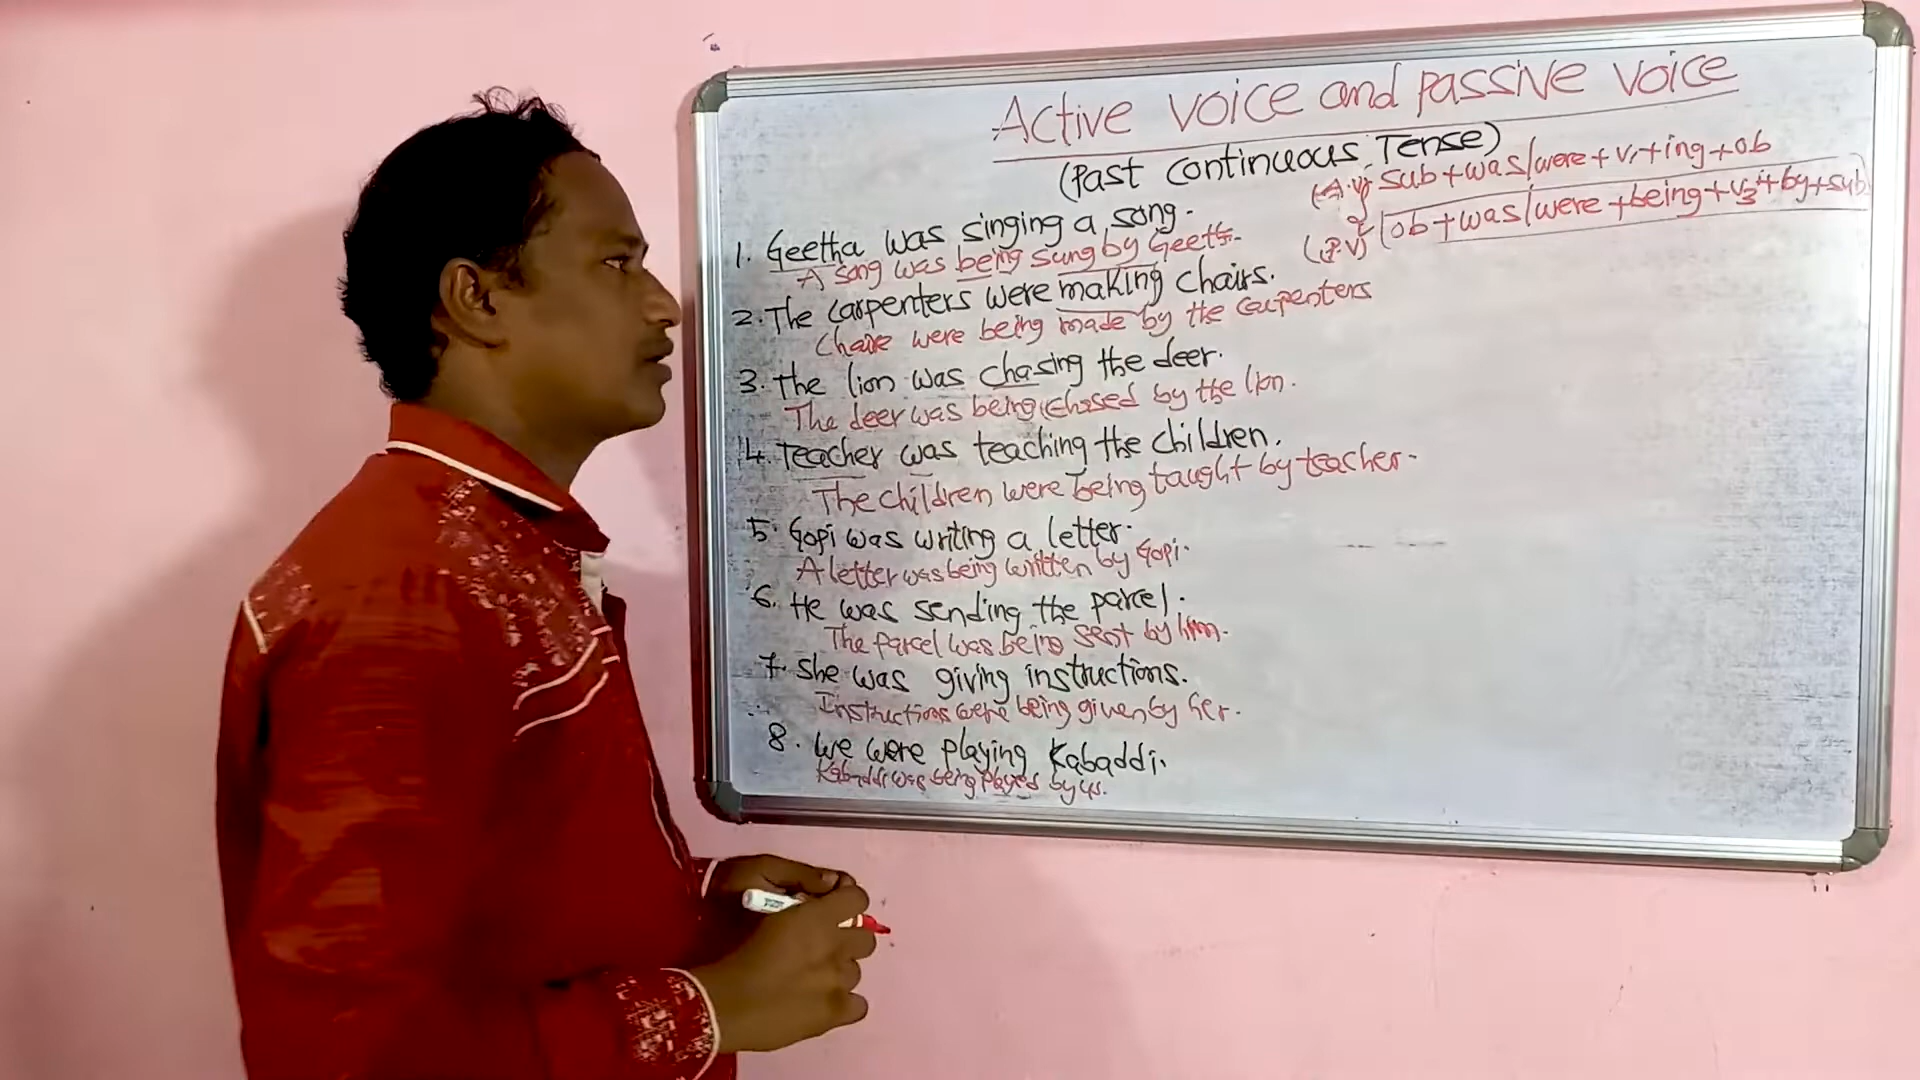 Active voice and passive voice
(Past continuous Tense)
(A.V) Sub+was/were+V1+ing+ob
(P.V) ob+was/were+being+V3+by+sub
1. Geetha was singing a song.
A song was being sung by Geetha.
2. The carpenters were making chairs.
Chairs were being made by the carpenters
3. The lion was chasing the deer.
The deer was being chased by the lion.
4. Teacher was teaching the children.
The children were being taught by teacher.
5. Gopi was writing a letter.
A letter was being written by Gopi.
6. He was sending the parcel.
The parcel was being sent by him.
7. she was giving instructions.
Instructions were being given by her.
8. we were playing Kabaddi.
Kabaddi was being played by us.